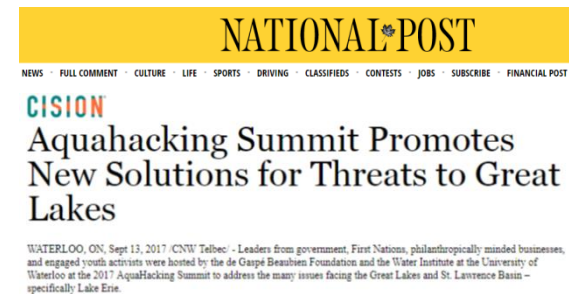 NATIONAL POST
NEWS · FULL COMMENT · CULTURE · LIFE · SPORTS · DRIVING · CLASSIFIEDS · CONTESTS · JOBS · SUBSCRIBE · FINANCIAL POST
CISION
Aquahacking Summit Promotes
New Solutions for Threats to Great
Lakes
WATERLOO, ON, Sept 13, 2017 /CNW Telbec/ - Leaders from government, First Nations, philanthropically minded businesses,
and engaged youth activists were hosted by the de Gaspé Beaubien Foundation and the Water Institute at the University of
Waterloo at the 2017 AquaHacking Summit to address the many issues facing the Great Lakes and St. Lawrence Basin –
specifically Lake Erie.